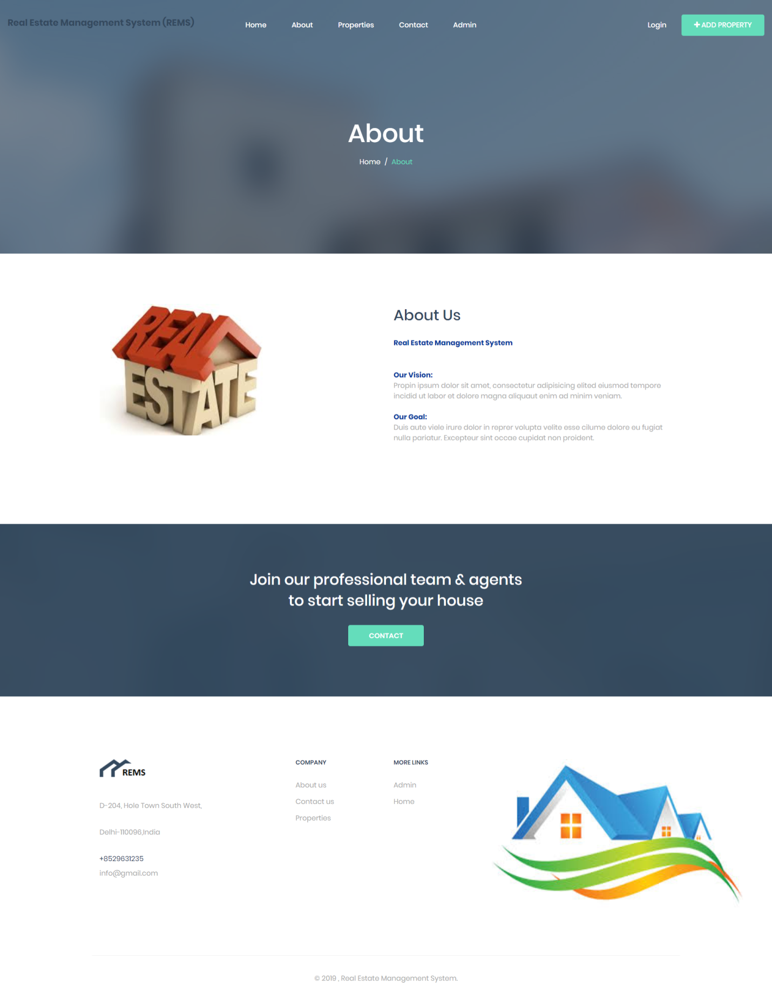 Real Estate Management System (REMS)
Home
About
Properties
Contact
Admin
Login
+ ADD PROPERTY
About
Home / About
REAL
ESTATE
About Us
Real Estate Management System
Our Vision:
Propin ipsum dolor sit amet, consectetur adipisicing elited eiusmod tempore
incidid ut labor et dolore magna aliquaut enim ad minim veniam.
Our Goal:
Duis aute viele irure dolor in reprer volupta velite esse cilume dolore eu fugiat
nulla pariatur. Excepteur sint occae cupidat non proident.
Join our professional team & agents
to start selling your house
CONTACT
REMS
D-204, Hole Town South West,
Delhi-110096,India
+8529631235
info@gmail.com
COMPANY
About us
Contact us
Properties
MORE LINKS
Admin
Home
© 2019 , Real Estate Management System.